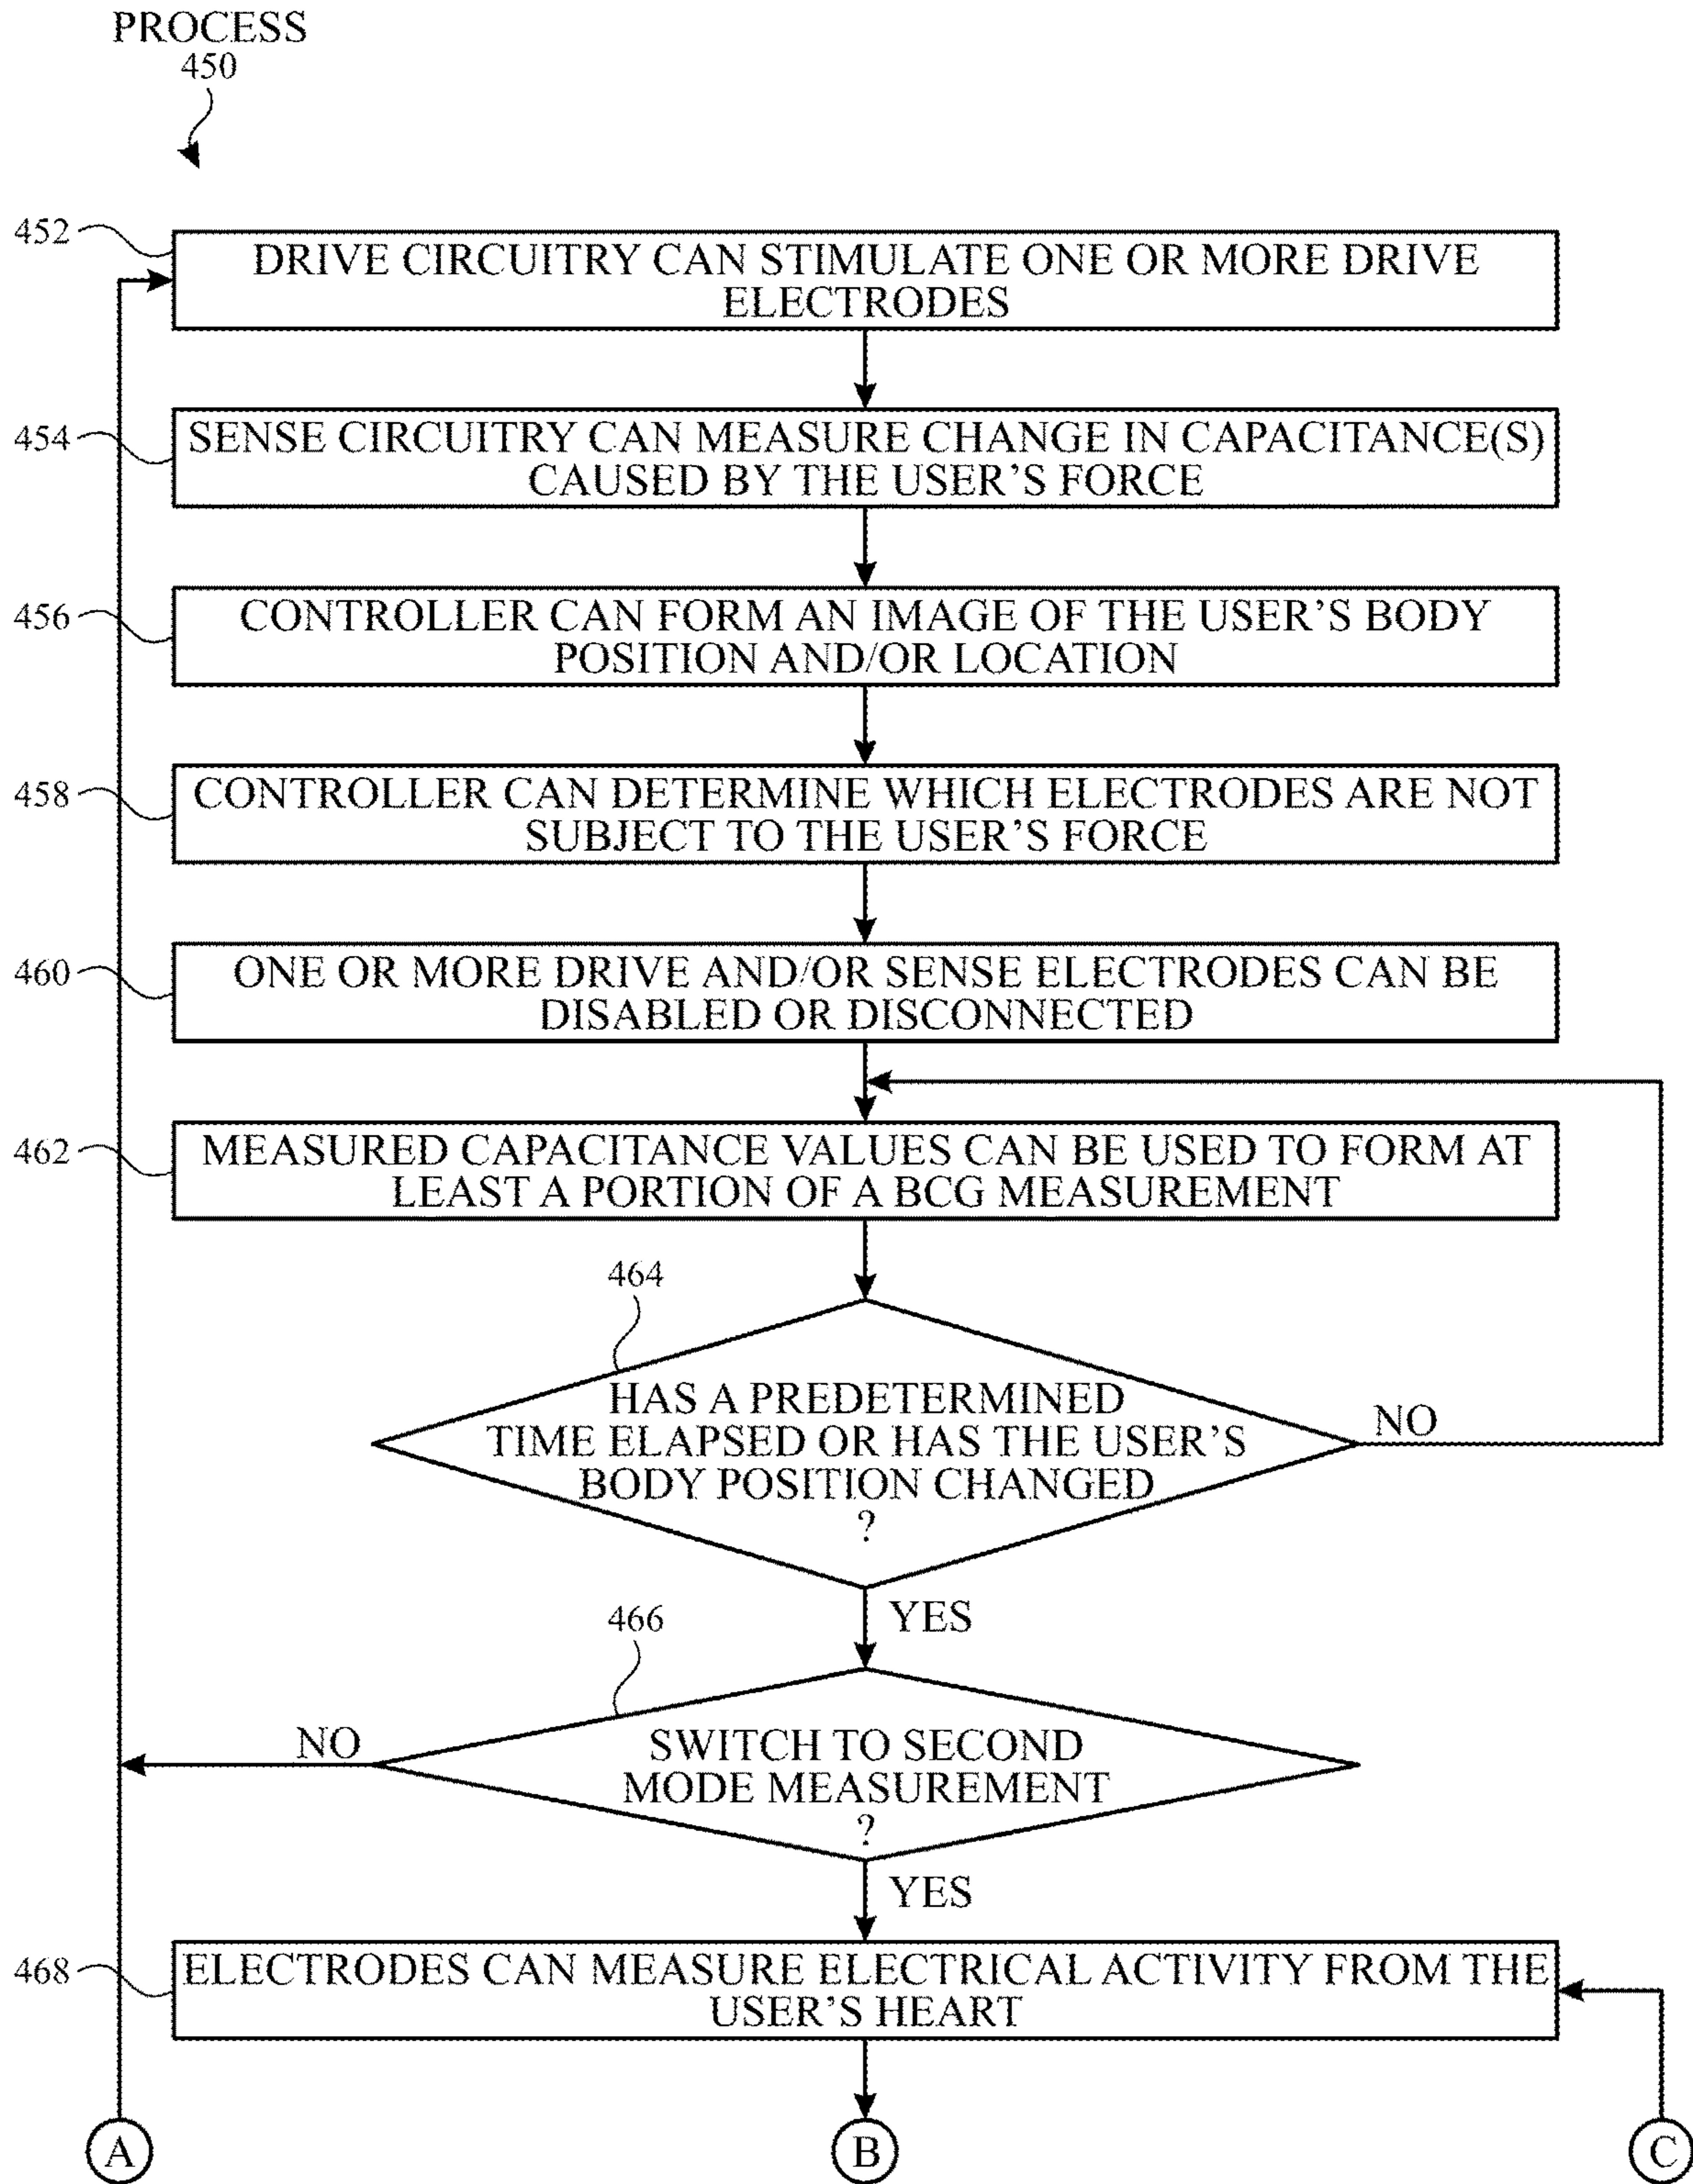 PROCESS
450
452
DRIVE CIRCUITRY CAN STIMULATE ONE OR MORE DRIVE
ELECTRODES
454
SENSE CIRCUITRY CAN MEASURE CHANGE IN CAPACITANCE(S)
CAUSED BY THE USER'S FORCE
456
CONTROLLER CAN FORM AN IMAGE OF THE USER'S BODY
POSITION AND/OR LOCATION
458
CONTROLLER CAN DETERMINE WHICH ELECTRODES ARE NOT
SUBJECT TO THE USER'S FORCE
460
ONE OR MORE DRIVE AND/OR SENSE ELECTRODES CAN BE
DISABLED OR DISCONNECTED
462
MEASURED CAPACITANCE VALUES CAN BE USED TO FORM AT
LEAST A PORTION OF A BCG MEASUREMENT
464
HAS A PREDETERMINED
TIME ELAPSED OR HAS THE USER'S
BODY POSITION CHANGED
?
NO
YES
466
SWITCH TO SECOND
MODE MEASUREMENT
?
NO
YES
468
ELECTRODES CAN MEASURE ELECTRICAL ACTIVITY FROM THE
USER'S HEART
A
B
C